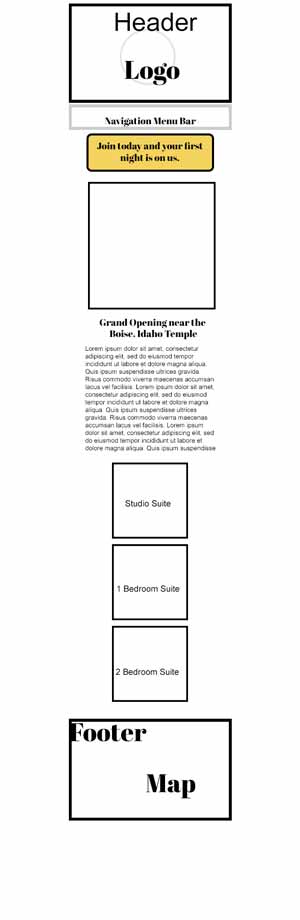 Header
Logo
Navigation Menu Bar
Join today and your first
night is on us.
Grand Opening near the
Boise, Idaho Temple
Lorem ipsum dolor sit amet, consectetur
adipiscing elit, sed do eiusmod tempor
incididunt ut labore et dolore magna aliqua.
Quis ipsum suspendisse ultrices gravida.
Risus commodo viverra maecenas accumsan
lacus vel facilisis. Lorem ipsum dolor sit
amet, consectetur adipiscing elit, sed do
eiusmod tempor incididunt ut labore et
dolore magna aliqua. Quis ipsum
suspendisse ultrices gravida. Risus
commodo viverra maecenas accumsan
lacus vel facilisis. Lorem ipsum dolor
sit amet, consectetur adipiscing elit, sed
do eiusmod tempor incididunt ut labore et
dolore magna aliqua. Quis ipsum suspendisse
Studio Suite
1 Bedroom Suite
2 Bedroom Suite
Footer
Map